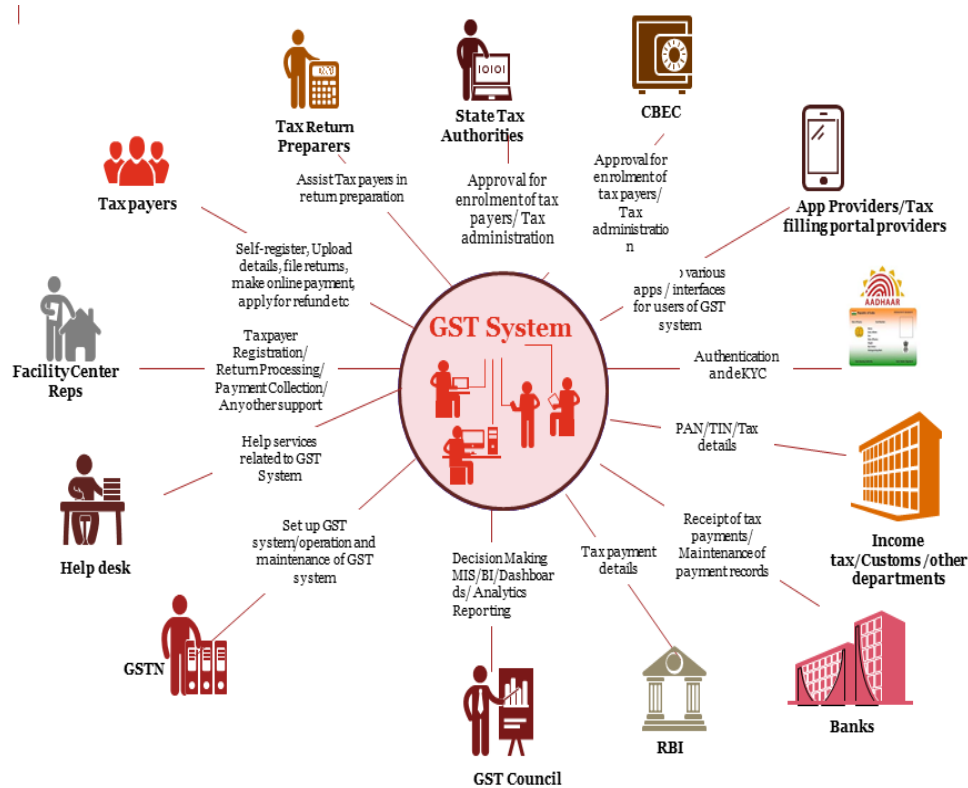 Tax Return
Preparers
Assist Tax payers in
return preparation
State Tax
Authorities
Approval for
enrolment of tax
payers/ Tax
administration
CBEC
Approval for
enrolment of
tax payers/
Tax
administratio
n
App Providers/Tax
filling portal providers
various
apps / interfaces
for users of GST
system
AADHAAR
Authentication
and eKYC
PAN/TIN/Tax
details
Income
tax/Customs /other
departments
Receipt of tax
payments/
Maintenance of
payment records
Banks
Tax payment
details
RBI
Decision Making
MIS/BI/Dashboar
ds/ Analytics
Reporting
GST Council
Set up GST
system/operation and
maintenance of GST
system
GSTN
Help services
related to GST
System
Help desk
Taxpayer
Registration/
Return Processing/
Payment Collection/
Any other support
Facility Center
Reps
Self-register, Upload
details, file returns,
make online payment,
apply for refund etc
Tax payers
GST System
10101